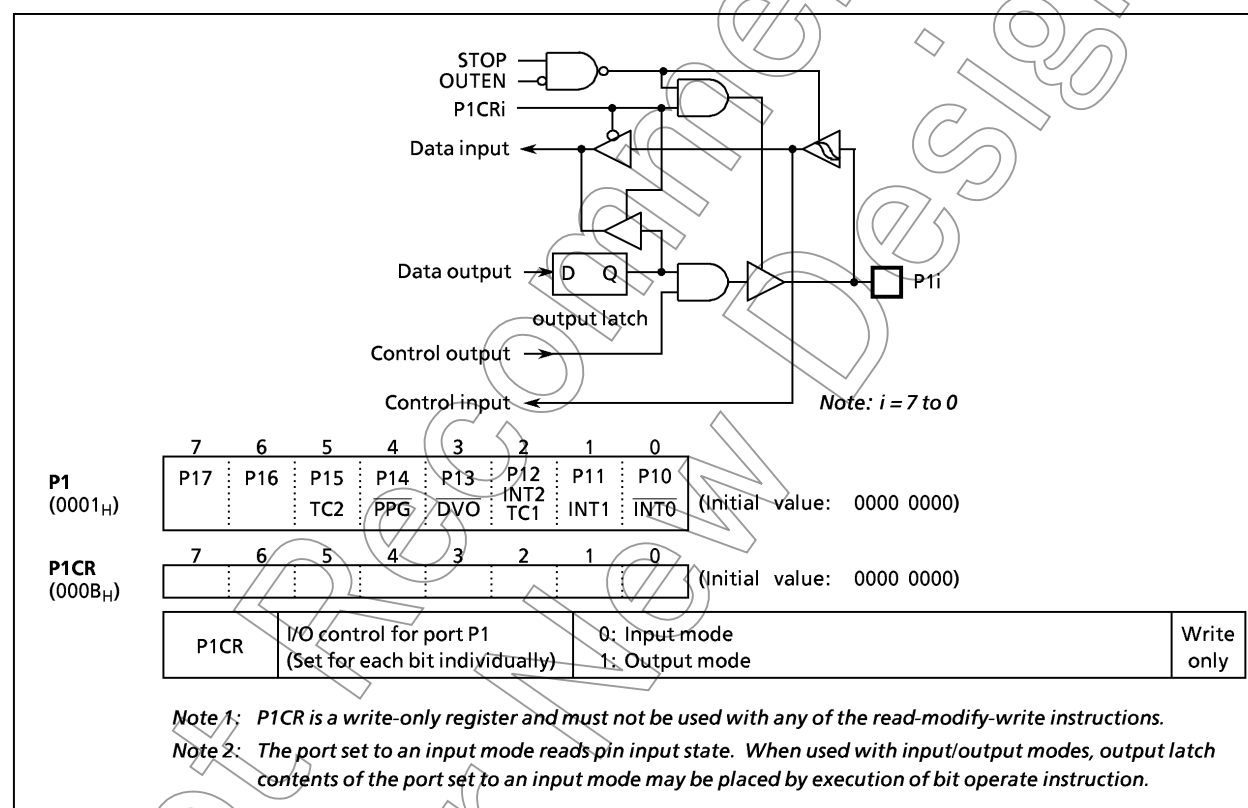 STOP
OUTEN
P1CRi
Data input
Data output
D Q
P1i
output latch
Control output
Control input
Note: i = 7 to 0
7 6 5 4 3 2 1 0
P1
(0001H)
P17 P16 P15 P14 P13 P12 P11 P10
TC2 PPG DVO INT2 TC1 INT1 INT0
(Initial value: 0000 0000)
7 6 5 4 3 2 1 0
P1CR
(000BH)
(Initial value: 0000 0000)
P1CR
I/O control for port P1
(Set for each bit individually)
0: Input mode
1: Output mode
Write
only
Note 1: P1CR is a write-only register and must not be used with any of the read-modify-write instructions.
Note 2: The port set to an input mode reads pin input state. When used with input/output modes, output latch
contents of the port set to an input mode may be placed by execution of bit operate instruction.